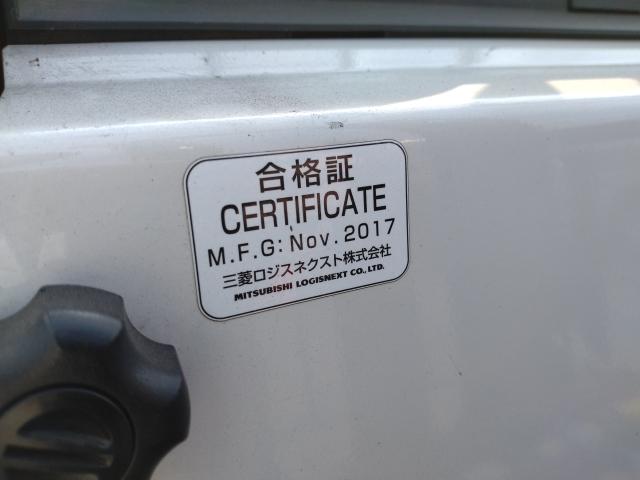 合格証
CERTIFICATE
M.F.G: Nov. 2017
三菱ロジスネクスト株式会社
MITSUBISHI LOGISNEXT CO., LTD.